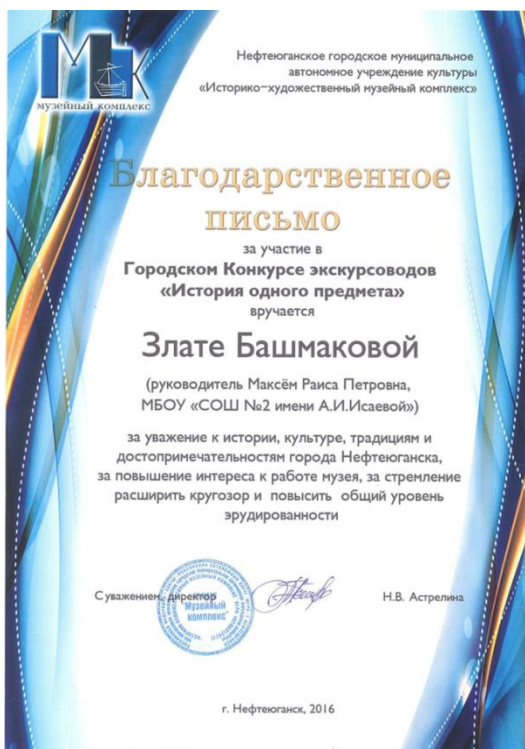 МК
музейный комплекс
Нефтеюганское городское муниципальное
автономное учреждение культуры
«Историко-художественный музейный комплекс»
Благодарственное
письмо
за участие в
Городском Конкурсе экскурсоводов
«История одного предмета»
вручается
Злате Башмаковой
(руководитель Максём Раиса Петровна,
МБОУ «СОШ №2 имени А.И.Исаевой»)
за уважение к истории, культуре, традициям и
достопримечательностям города Нефтеюганска,
за повышение интереса к работе музея, за стремление
расширить кругозор и повысить общий уровень
эрудированности
С уважением, директор
"Музейный
комплекс"
Н.В. Астрелина
г. Нефтеюганск, 2016